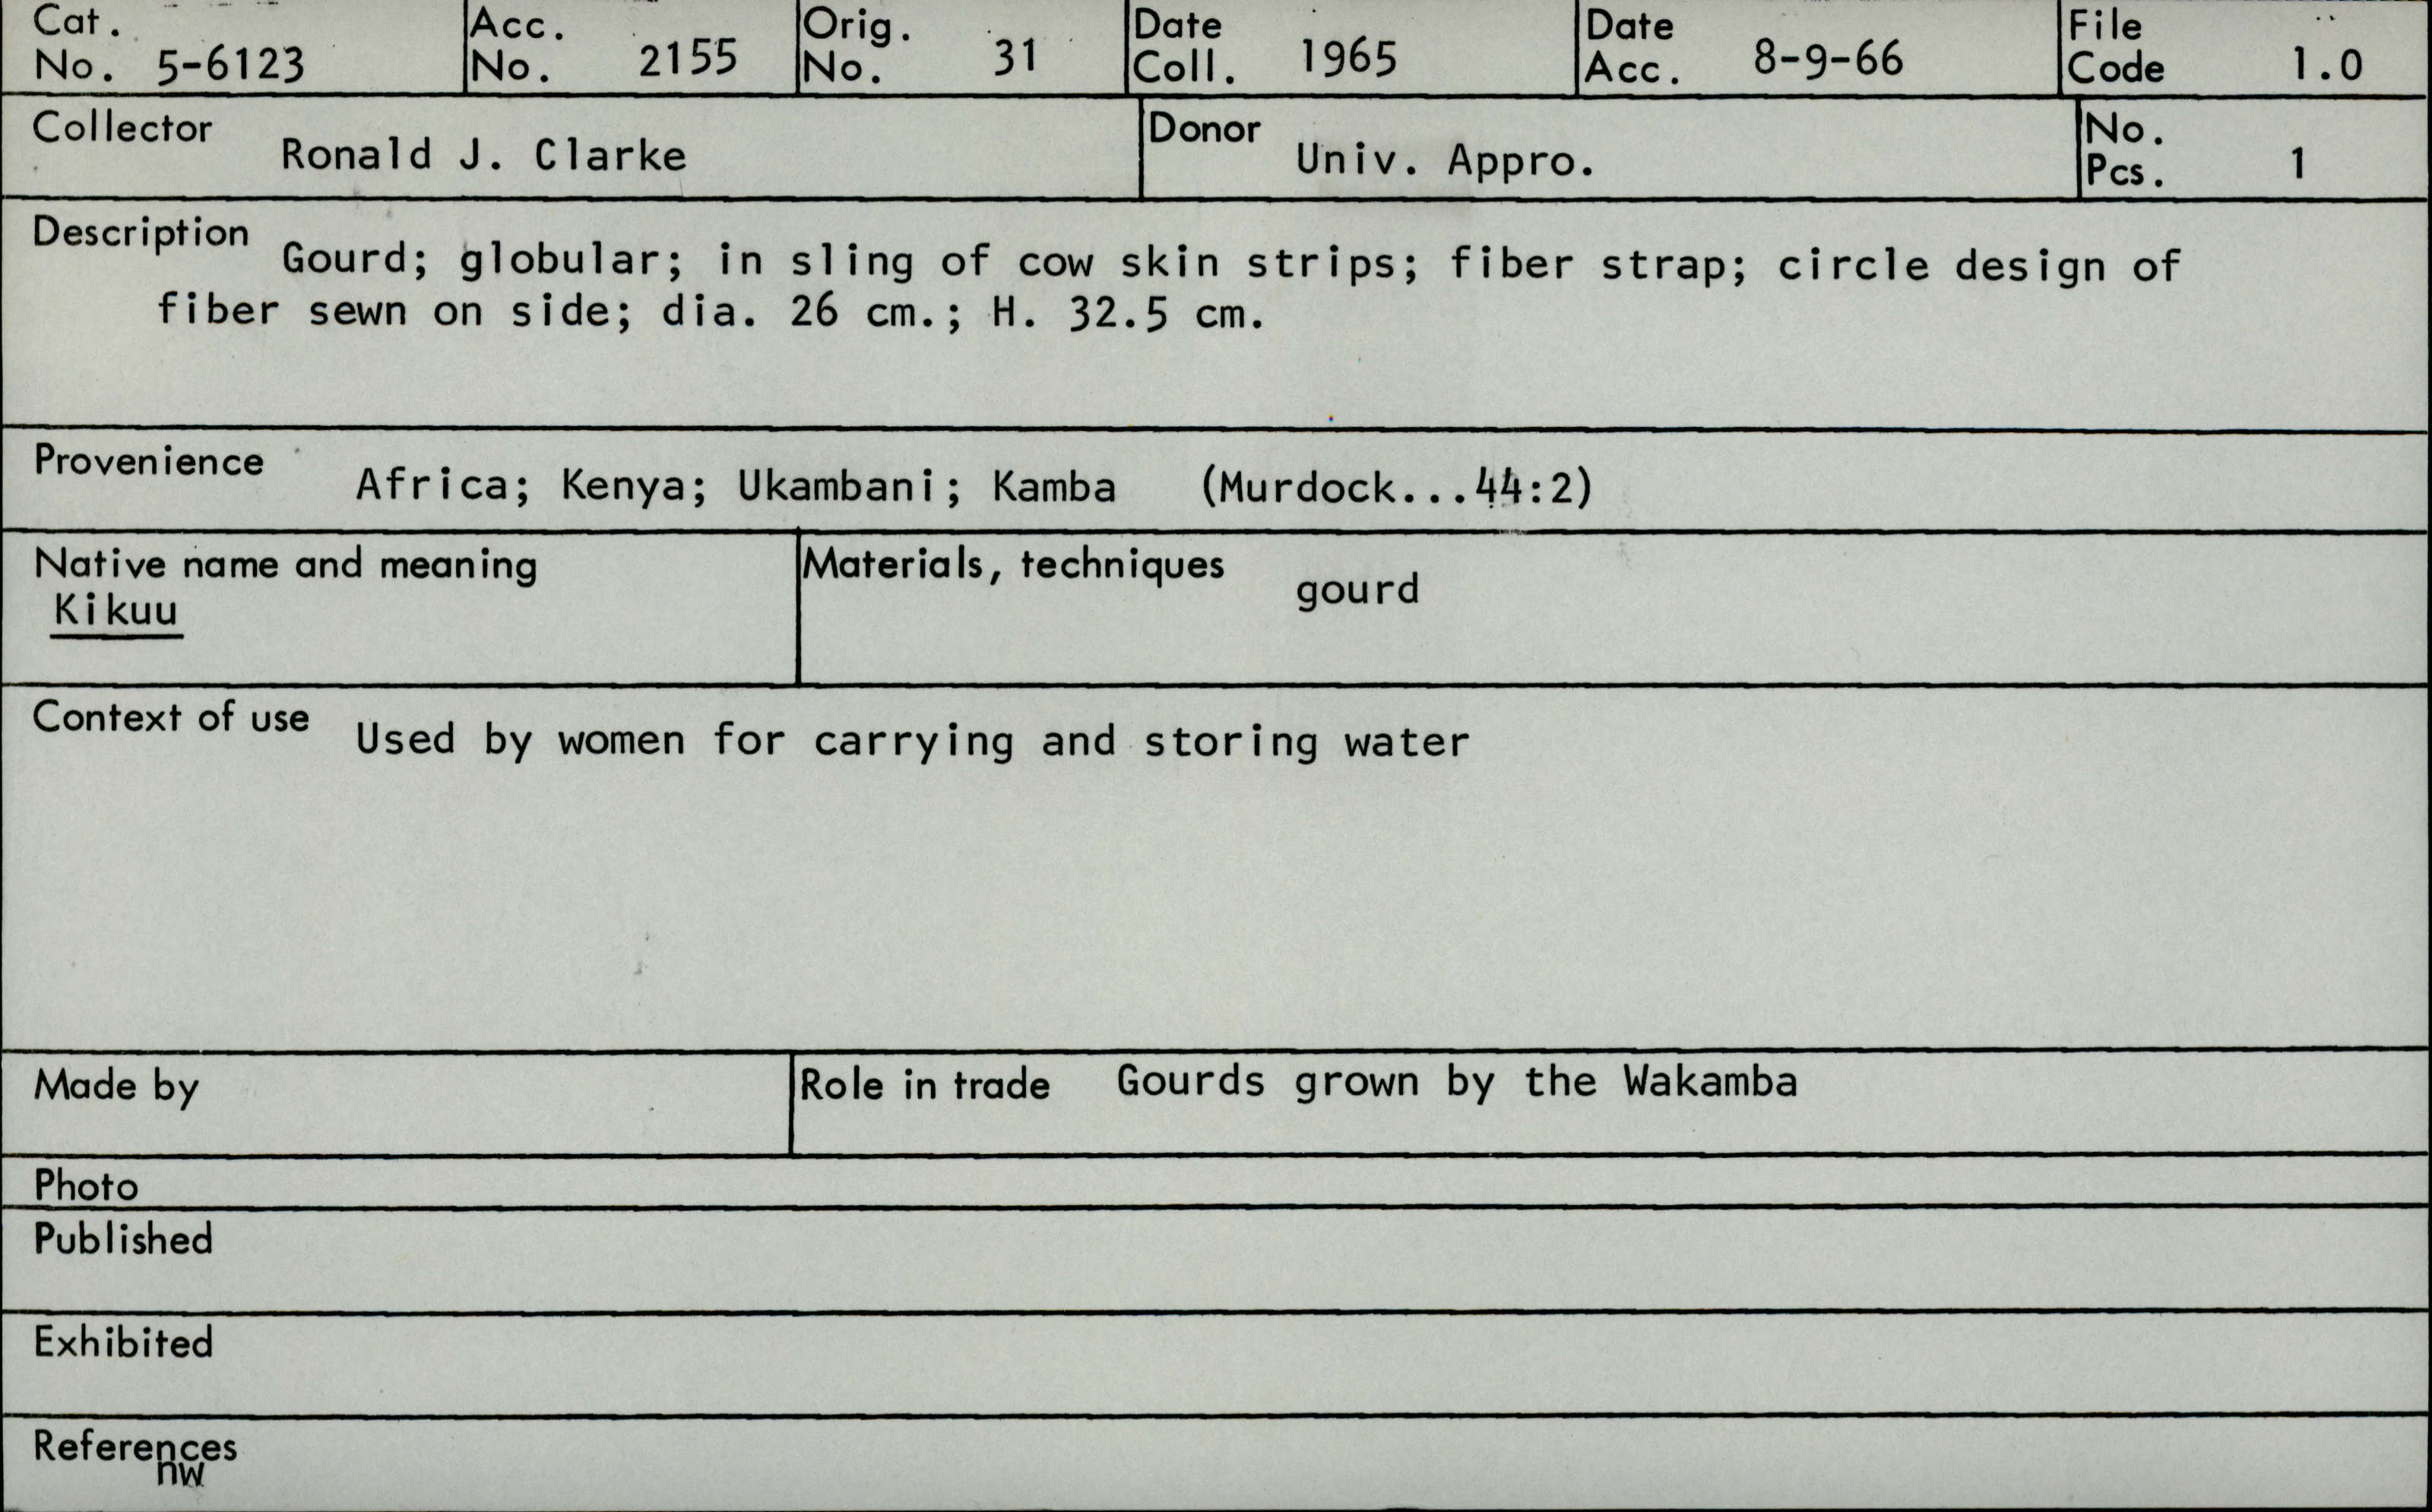 Cat. No. 5-6123 Acc. No. 2155 Orig. No. 31 Date Coll. 1965 Date Acc. 8-9-66 File Code 1.0
Collector Ronald J. Clarke Donor Univ. Appro. No. Pcs. 1
Description Gourd; globular; in sling of cow skin strips; fiber strap; circle design of
fiber sewn on side; dia. 26 cm.; H. 32.5 cm.
Provenience Africa; Kenya; Ukambani; Kamba (Murdock...44:2)
Native name and meaning
Kikuu
Materials, techniques gourd
Context of use Used by women for carrying and storing water
Made by
Role in trade Gourds grown by the Wakamba
Photo
Published
Exhibited
References
nw